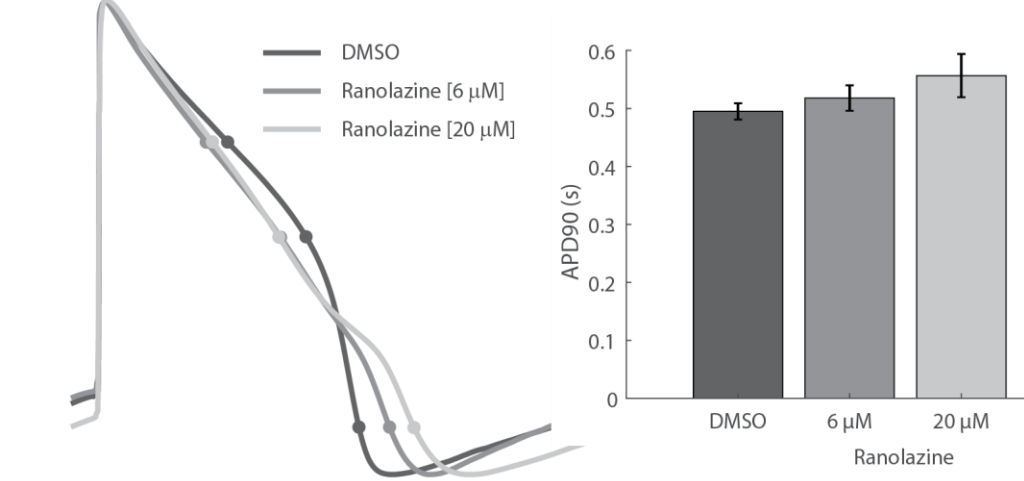 DMSO
Ranolazine [6 µM]
Ranolazine [20 µM]
APD90 (s)
0.6
0.5
0.4
0.3
0.2
0.1
0
DMSO 6 µM 20 µM
Ranolazine